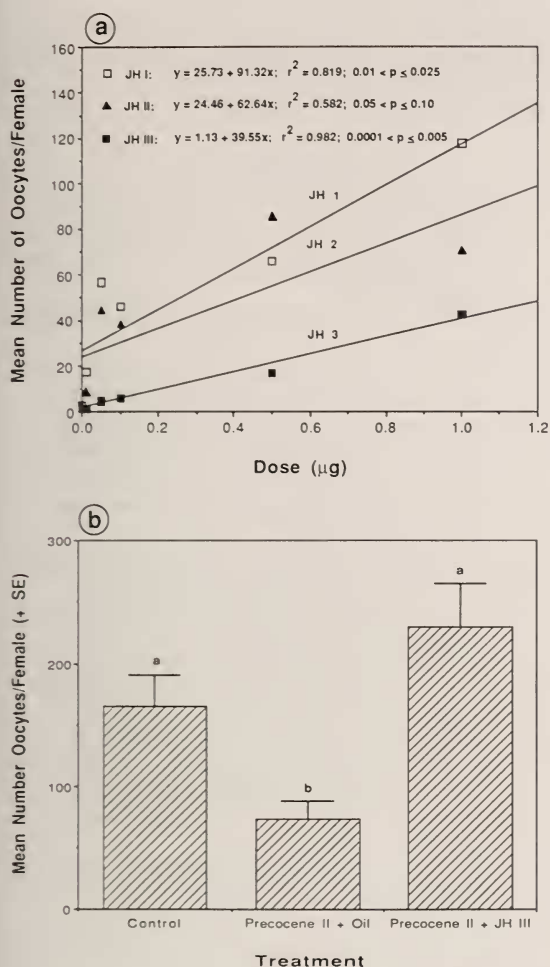 a
160
140
120
100
80
60
40
20
0
Mean Number of Oocytes/Female
JH I: y = 25.73 + 91.32x; r2 = 0.819; 0.01 < p ≤ 0.025
JH II: y = 24.46 + 62.64x; r2 = 0.582; 0.05 < p ≤ 0.10
JH III: y = 1.13 + 39.55x; r2 = 0.982; 0.0001 < p ≤ 0.005
JH 1
JH 2
JH 3
0.0 0.2 0.4 0.6 0.8 1.0 1.2
Dose (µg)
b
300
200
100
0
Mean Number Oocytes/Female (+ SE)
a
b
a
Control Precocene II + Oil Precocene II + JH III
Treatment